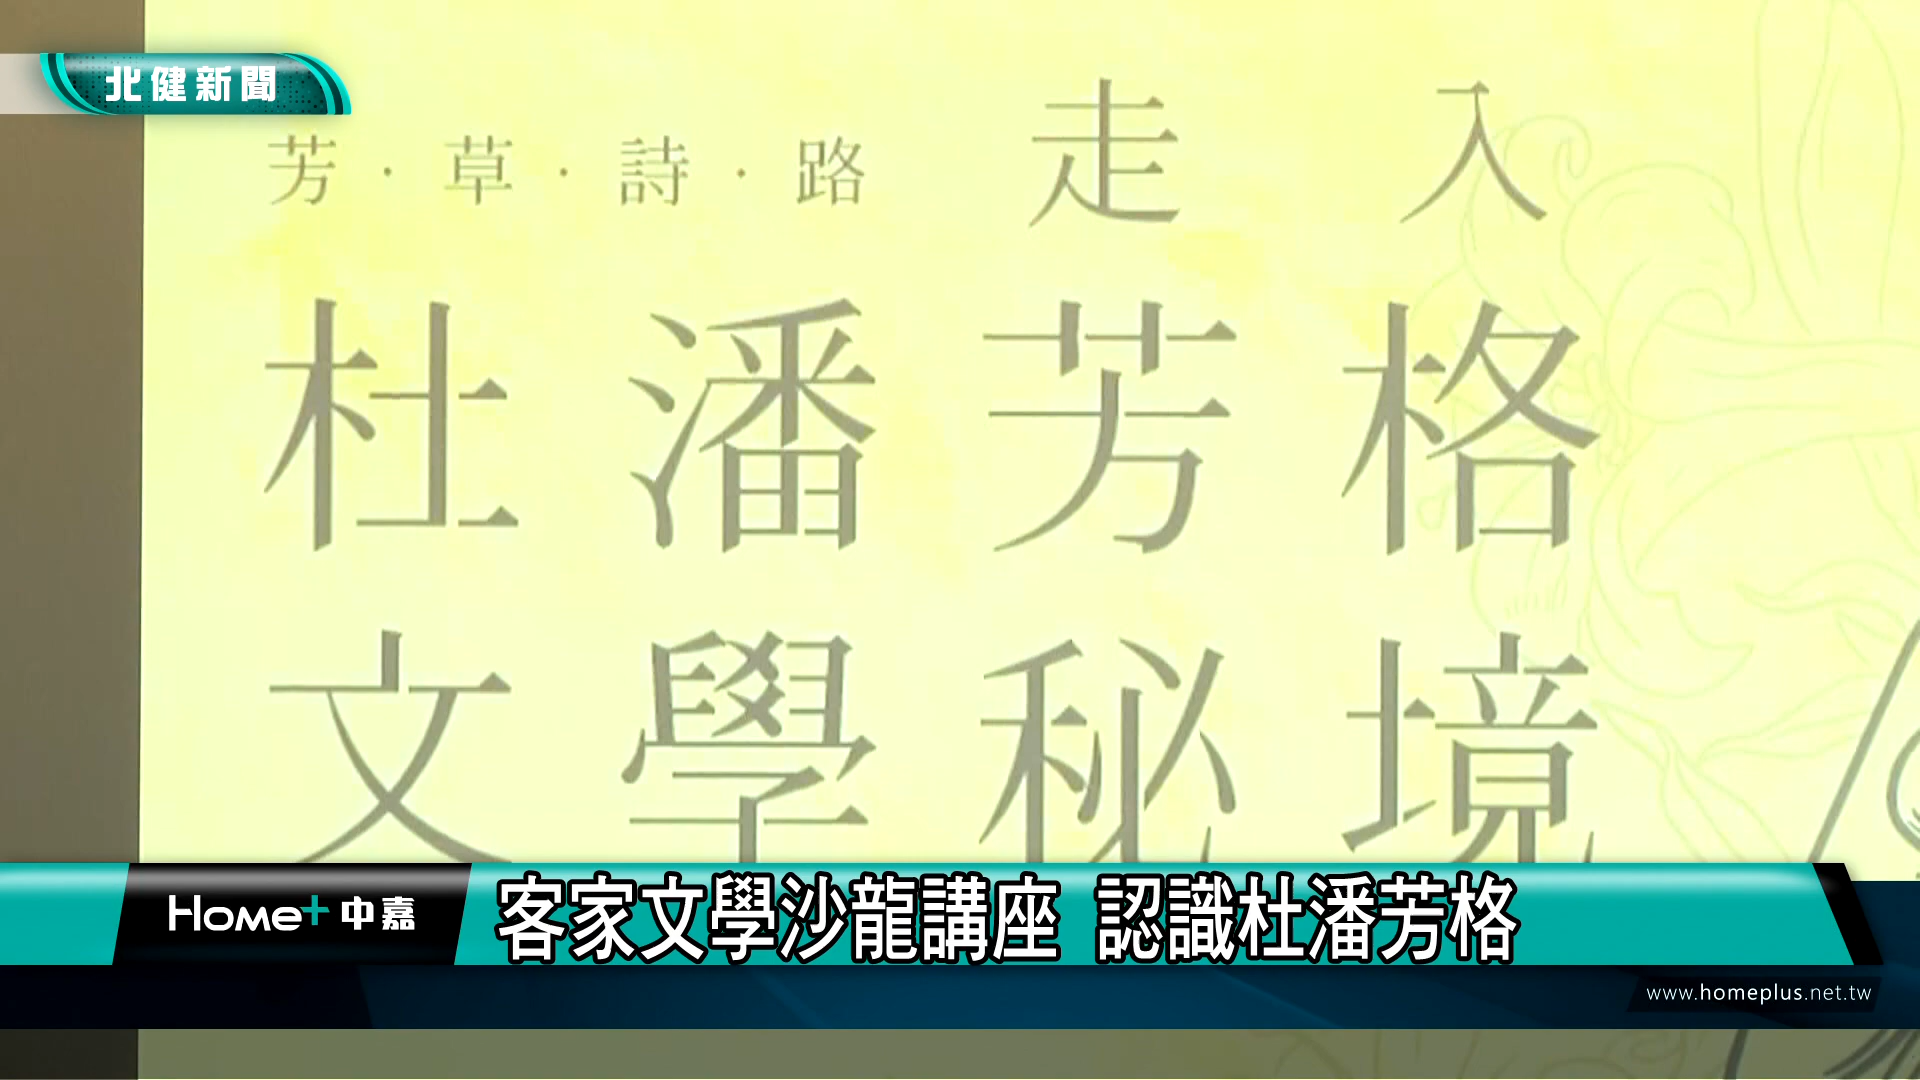 北健新聞
芳·草·詩·路 走入
杜潘芳格
文學秘境
Home+中嘉
客家文學沙龍講座 認識杜潘芳格
www.homeplus.net.tw